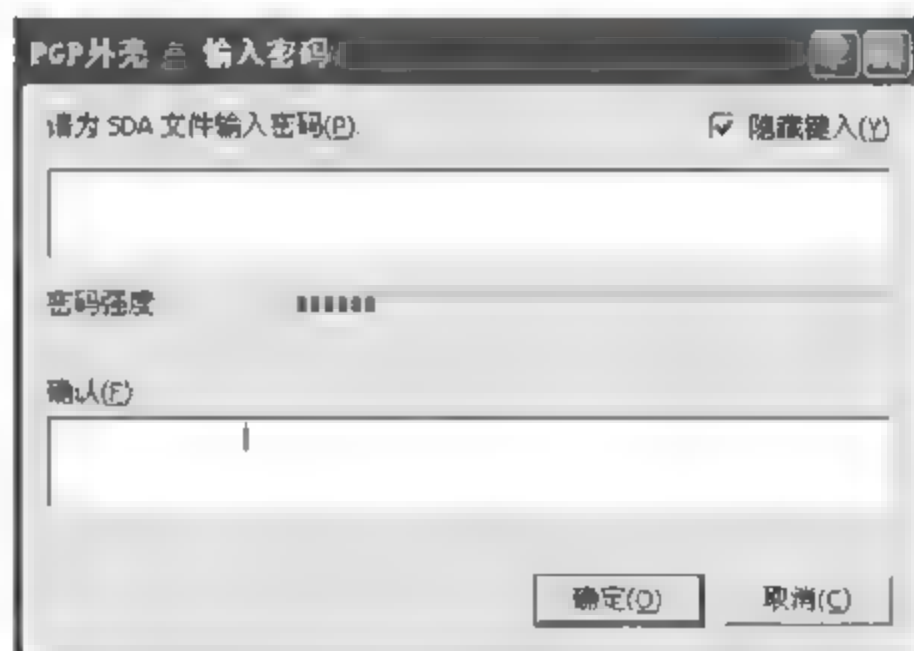 PGP外壳 - 输入密码
请为 SDA 文件输入密码(P).
隐藏键入(Y)
密码强度
确认(F)
确定(O)
取消(C)